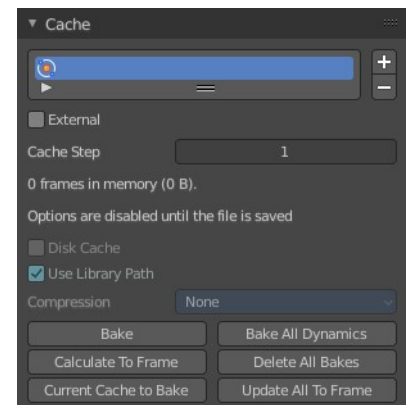 Cache
External
Cache Step 1
0 frames in memory (0 B).
Options are disabled until the file is saved
Disk Cache
Use Library Path
Compression None
Bake Bake All Dynamics
Calculate To Frame Delete All Bakes
Current Cache to Bake Update All To Frame